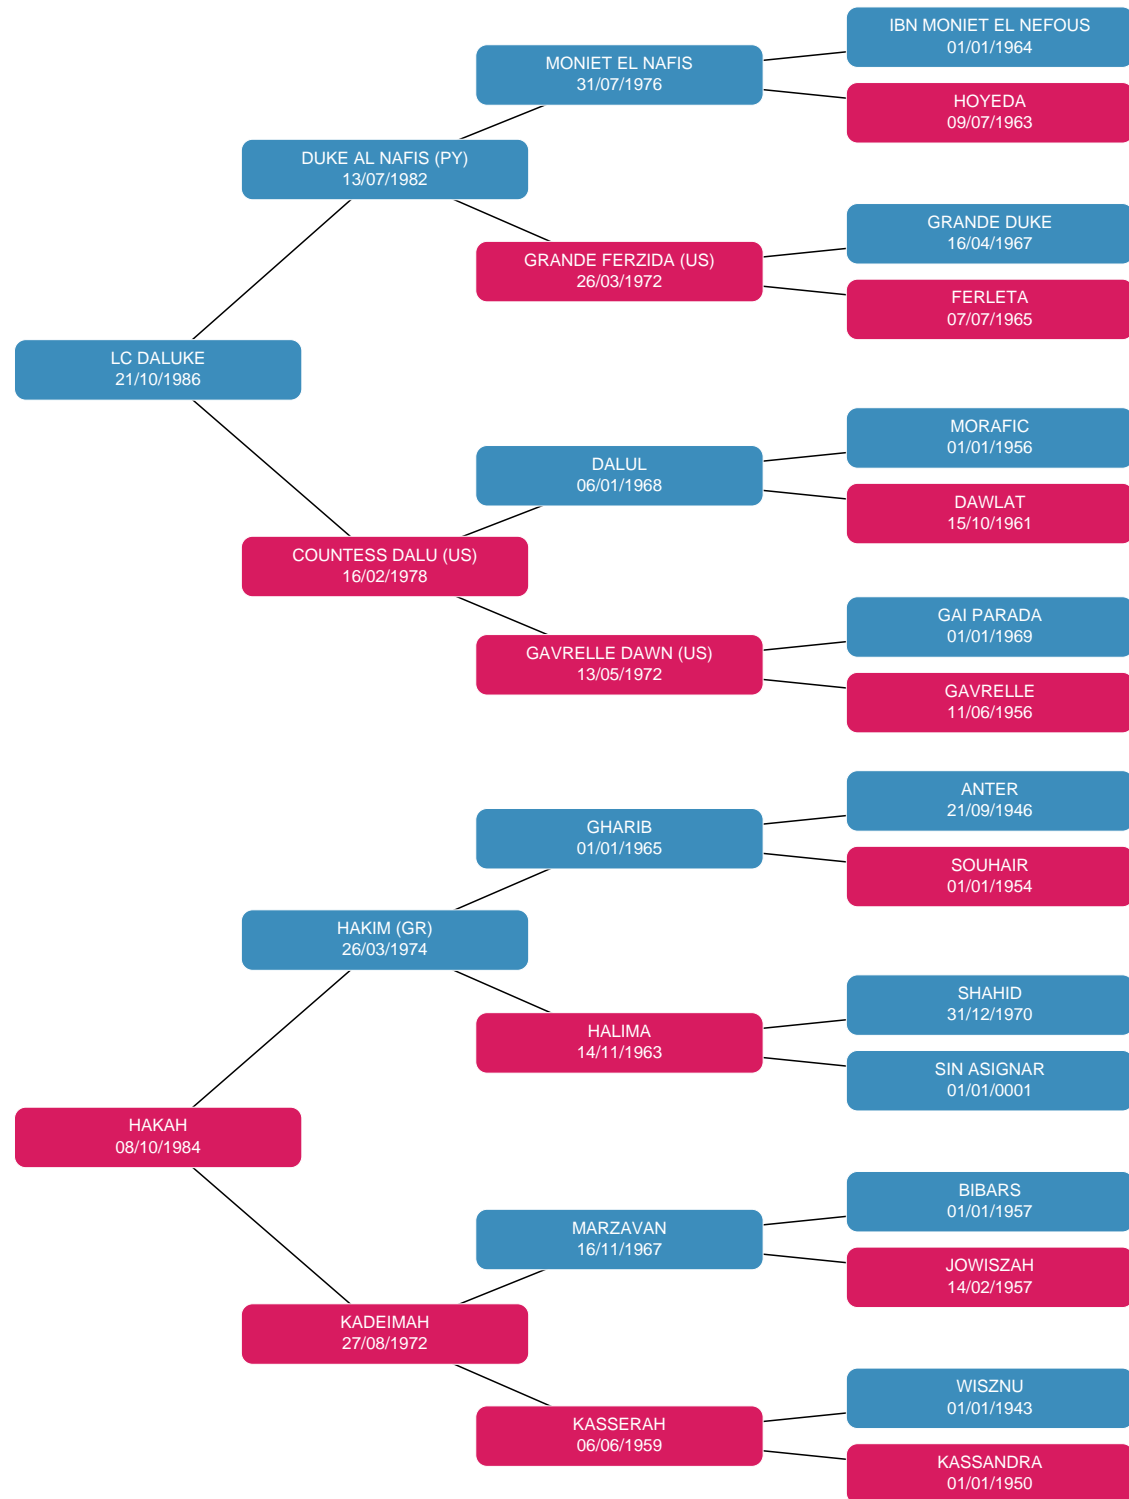 IBN MONIET EL NEFOUS
01/01/1964
MONIET EL NAFIS
31/07/1976
HOYEDA
09/07/1963
DUKE AL NAFIS (PY)
13/07/1982
GRANDE DUKE
16/04/1967
GRANDE FERZIDA (US)
26/03/1972
FERLETA
07/07/1965
LC DALUKE
21/10/1986
MORAFIC
01/01/1956
DALUL
06/01/1968
DAWLAT
15/10/1961
COUNTESS DALU (US)
16/02/1978
GAI PARADA
01/01/1969
GAVRELLE DAWN (US)
13/05/1972
GAVRELLE
11/06/1956
ANTER
21/09/1946
GHARIB
01/01/1965
SOUHAIR
01/01/1954
HAKIM (GR)
26/03/1974
SHAHID
31/12/1970
HALIMA
14/11/1963
SIN ASIGNAR
01/01/0001
HAKAH
08/10/1984
BIBARS
01/01/1957
MARZAVAN
16/11/1967
JOWISZAH
14/02/1957
KADEIMAH
27/08/1972
WISZNU
01/01/1943
KASSERAH
06/06/1959
KASSANDRA
01/01/1950